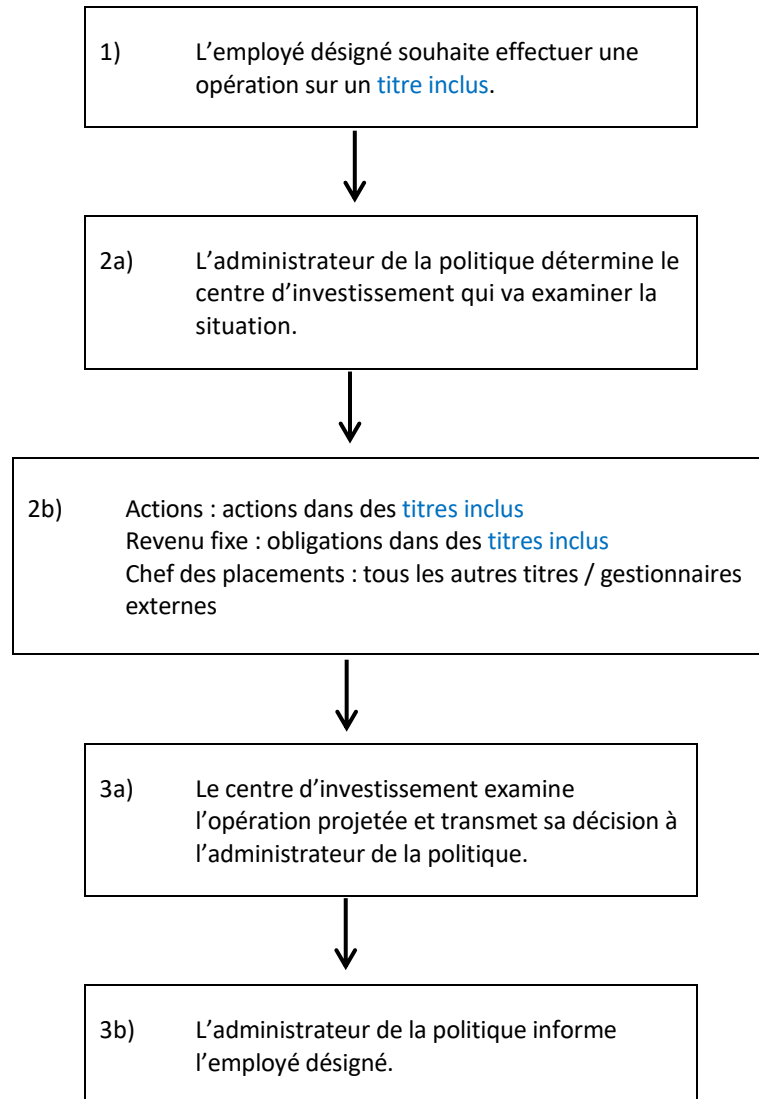 1) L’employé désigné souhaite effectuer une
opération sur un titre inclus.
2a) L’administrateur de la politique détermine le
centre d’investissement qui va examiner la
situation.
2b) Actions : actions dans des titres inclus
Revenu fixe : obligations dans des titres inclus
Chef des placements : tous les autres titres / gestionnaires
externes
3a) Le centre d’investissement examine
l’opération projetée et transmet sa décision à
l’administrateur de la politique.
3b) L’administrateur de la politique informe
l’employé désigné.